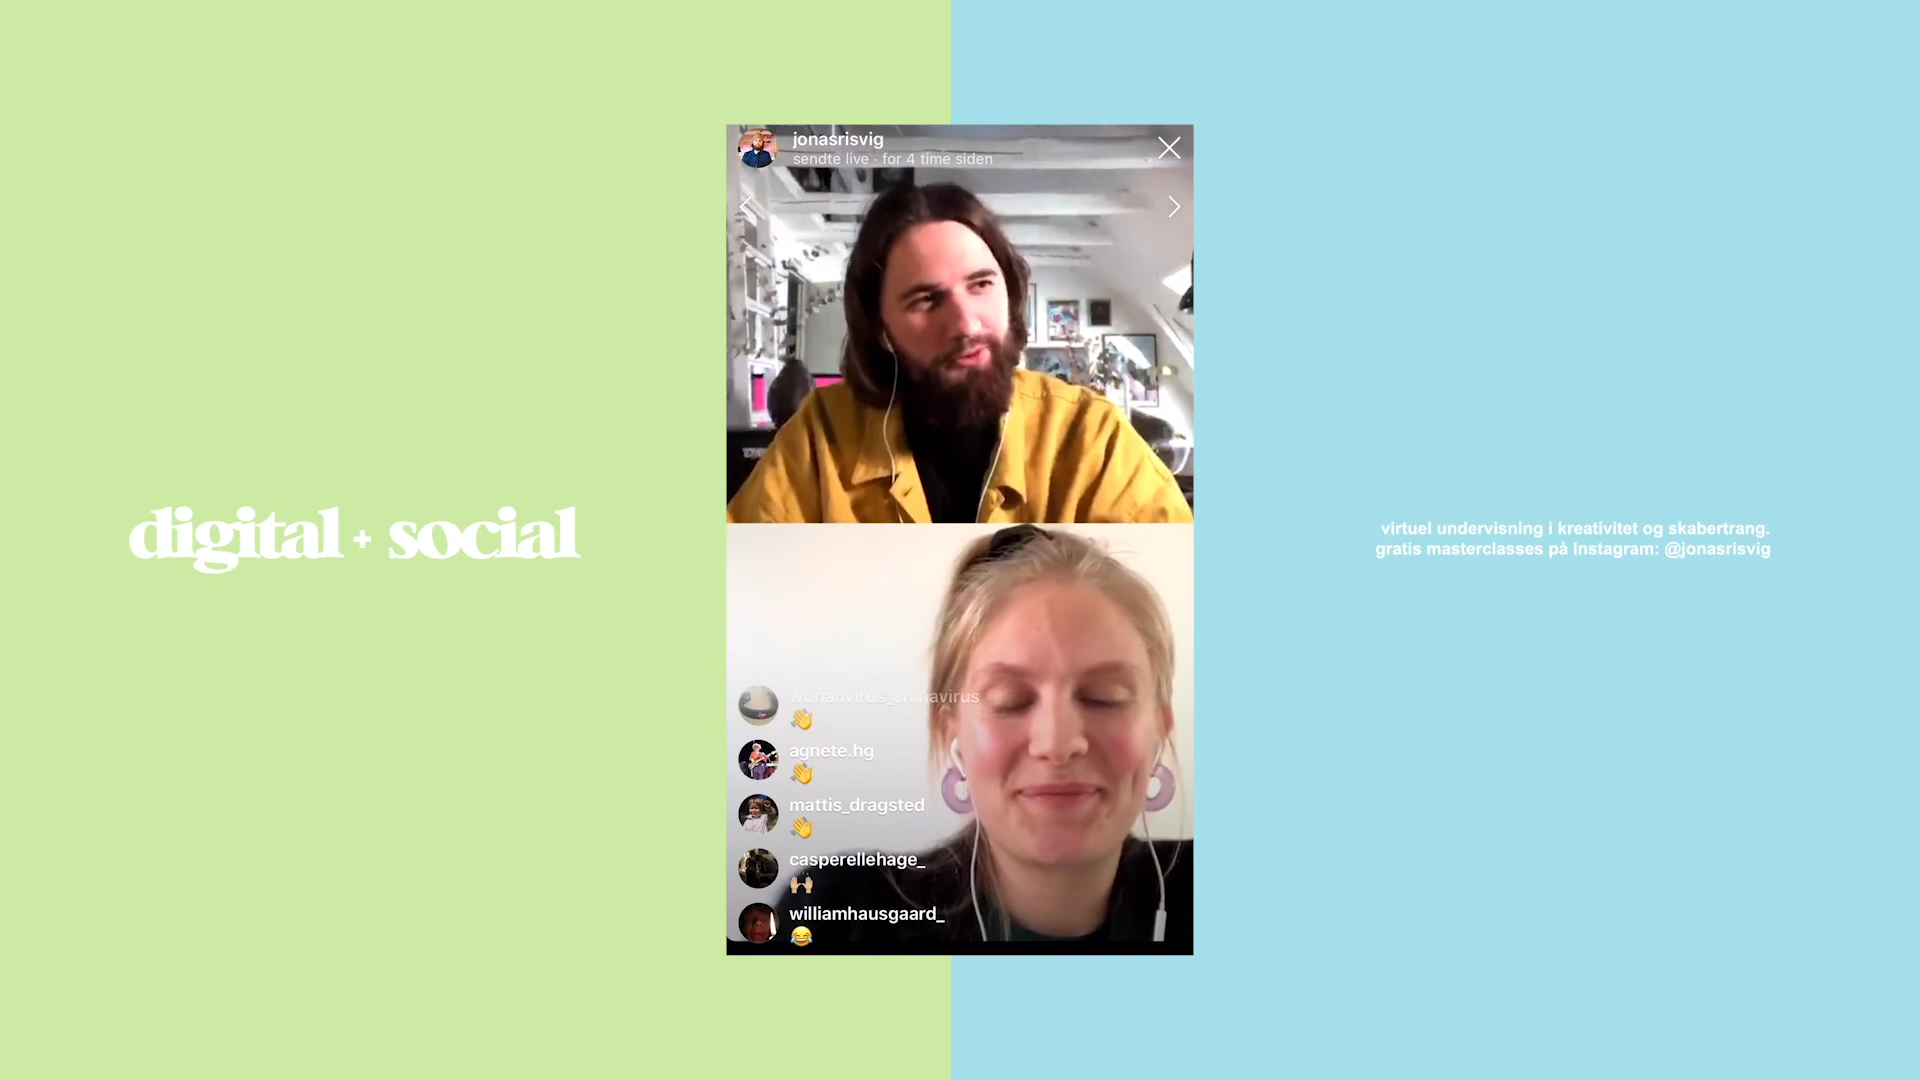 jonasrisvig
sendte live · for 4 time siden
digital + social
virtuel undervisning i kreativitet og skabertrang.
gratis masterclasses på Instagram: @jonasrisvig
wuhanvirus_chinavirus
👋
agnete.hg
👋
mattis_dragsted
👋
casperellehage_
🙌🏼
williamhausgaard_
😂